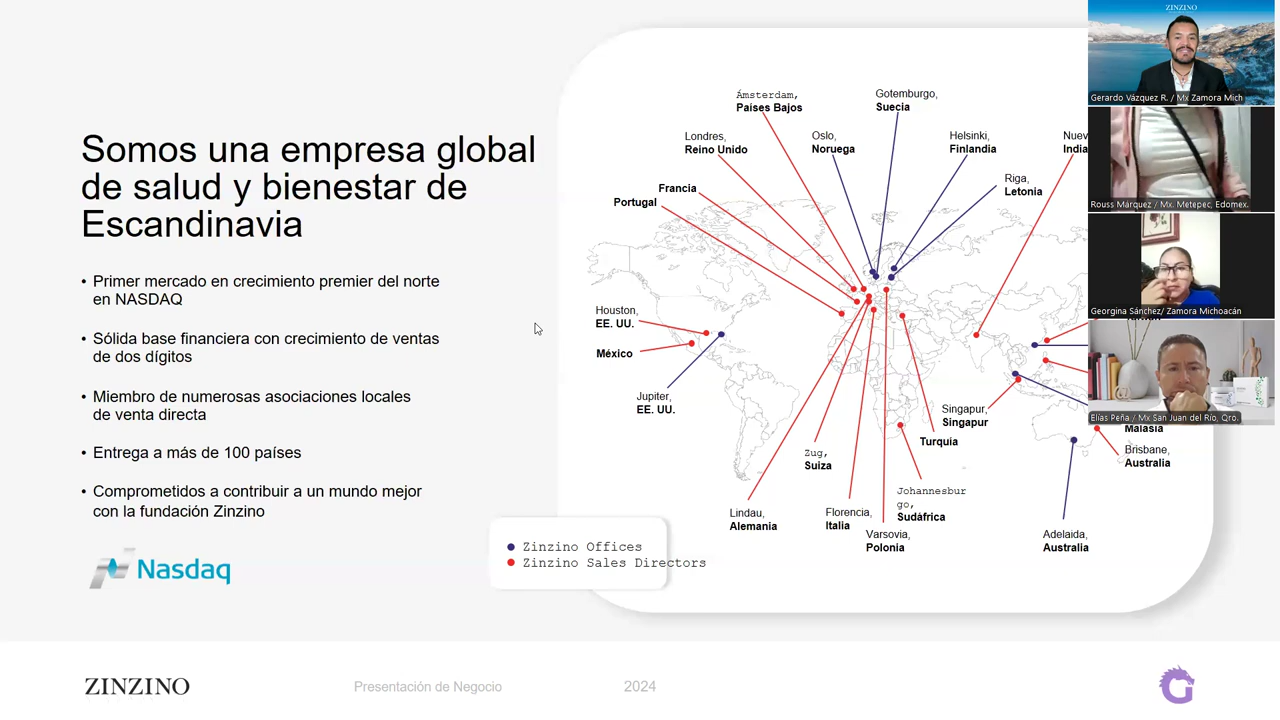 Somos una empresa global
de salud y bienestar de
Escandinavia
• Primer mercado en crecimiento premier del norte
en NASDAQ
• Sólida base financiera con crecimiento de ventas
de dos dígitos
• Miembro de numerosas asociaciones locales
de venta directa
• Entrega a más de 100 países
• Comprometidos a contribuir a un mundo mejor
con la fundación Zinzino
Nasdaq
Ámsterdam,
Países Bajos
Gotemburgo,
Suecia
Londres,
Reino Unido
Oslo,
Noruega
Helsinki,
Finlandia
India
Riga,
Letonia
Francia
Portugal
Houston,
EE. UU.
México
Jupiter,
EE. UU.
Singapur,
Singapur
Turquía
Malasia
Brisbane,
Australia
Zug,
Suiza
Johannesbur
go,
Sudáfrica
Lindau,
Alemania
Florencia,
Italia
Varsovia,
Polonia
Adelaida,
Australia
Zinzino Offices
Zinzino Sales Directors
ZINZINO
Presentación de Negocio
2024
ZINZINO
Gerardo Vázquez R. / Mx Zamora Mich
Rouss Márquez / Mx. Metepec, Edomex.
Georgina Sánchez/ Zamora Michoacán
Elías Peña / Mx San Juan del Río, Qro.